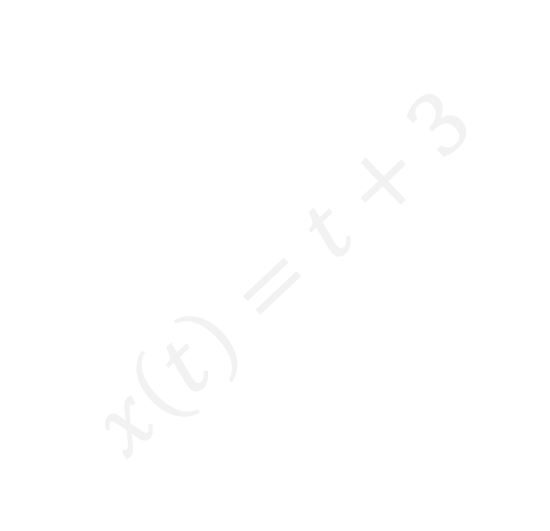 x(t) = t + 3